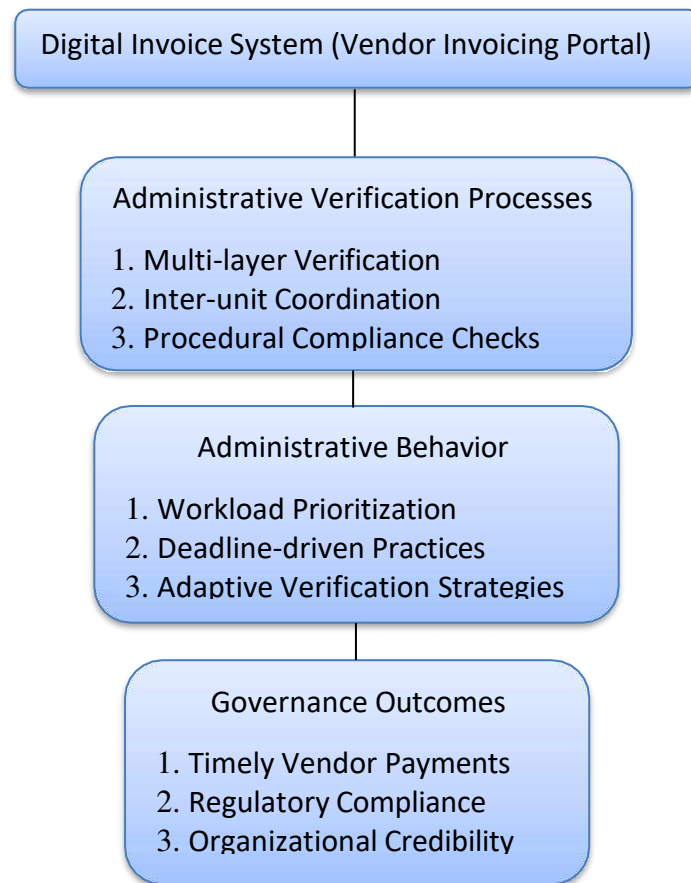 Digital Invoice System (Vendor Invoicing Portal)
Administrative Verification Processes
1. Multi-layer Verification
2. Inter-unit Coordination
3. Procedural Compliance Checks
Administrative Behavior
1. Workload Prioritization
2. Deadline-driven Practices
3. Adaptive Verification Strategies
Governance Outcomes
1. Timely Vendor Payments
2. Regulatory Compliance
3. Organizational Credibility